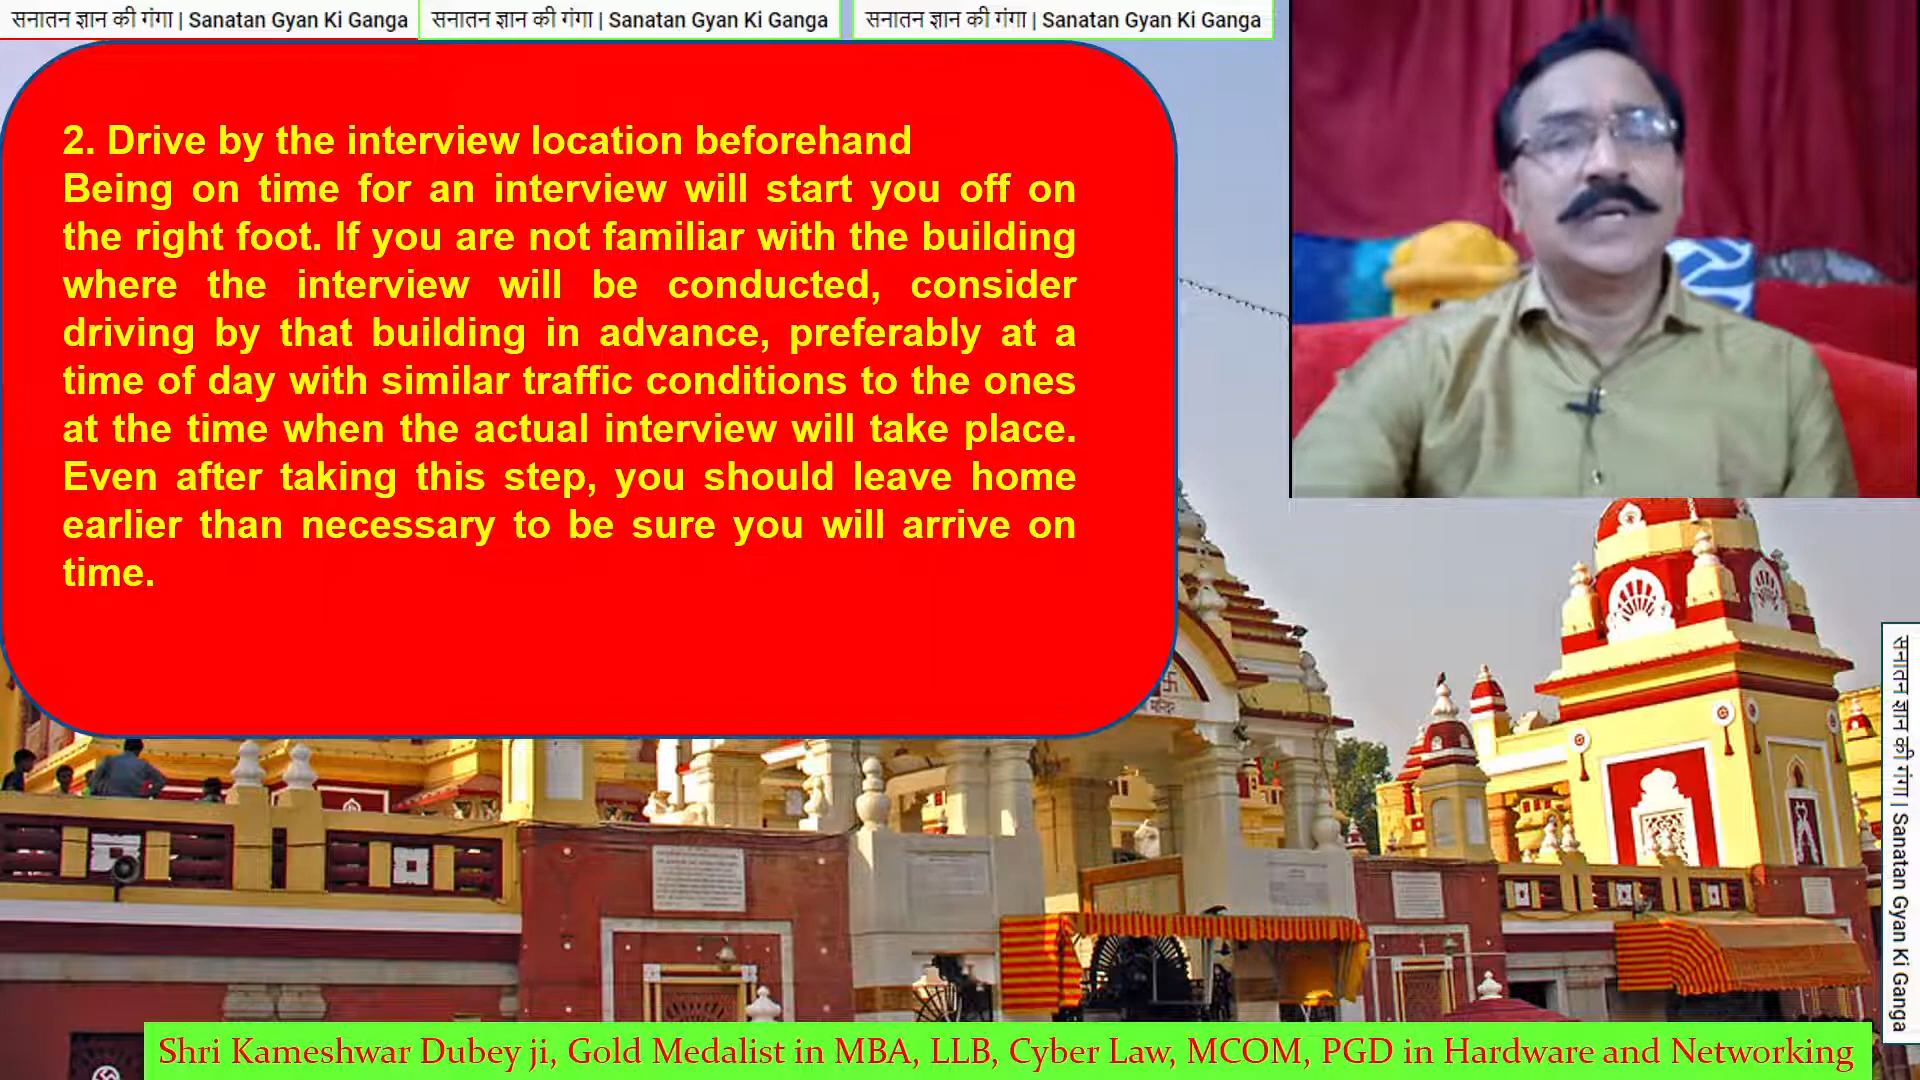 सनातन ज्ञान की गंगा | Sanatan Gyan Ki Ganga
सनातन ज्ञान की गंगा | Sanatan Gyan Ki Ganga
सनातन ज्ञान की गंगा | Sanatan Gyan Ki Ganga
2. Drive by the interview location beforehand
Being on time for an interview will start you off on
the right foot. If you are not familiar with the building
where the interview will be conducted, consider
driving by that building in advance, preferably at a
time of day with similar traffic conditions to the ones
at the time when the actual interview will take place.
Even after taking this step, you should leave home
earlier than necessary to be sure you will arrive on
time.
मन्दिर
सनातन ज्ञान की गंगा | Sanatan Gyan Ki Ganga
Shri Kameshwar Dubey ji, Gold Medalist in MBA, LLB, Cyber Law, MCOM, PGD in Hardware and Networking